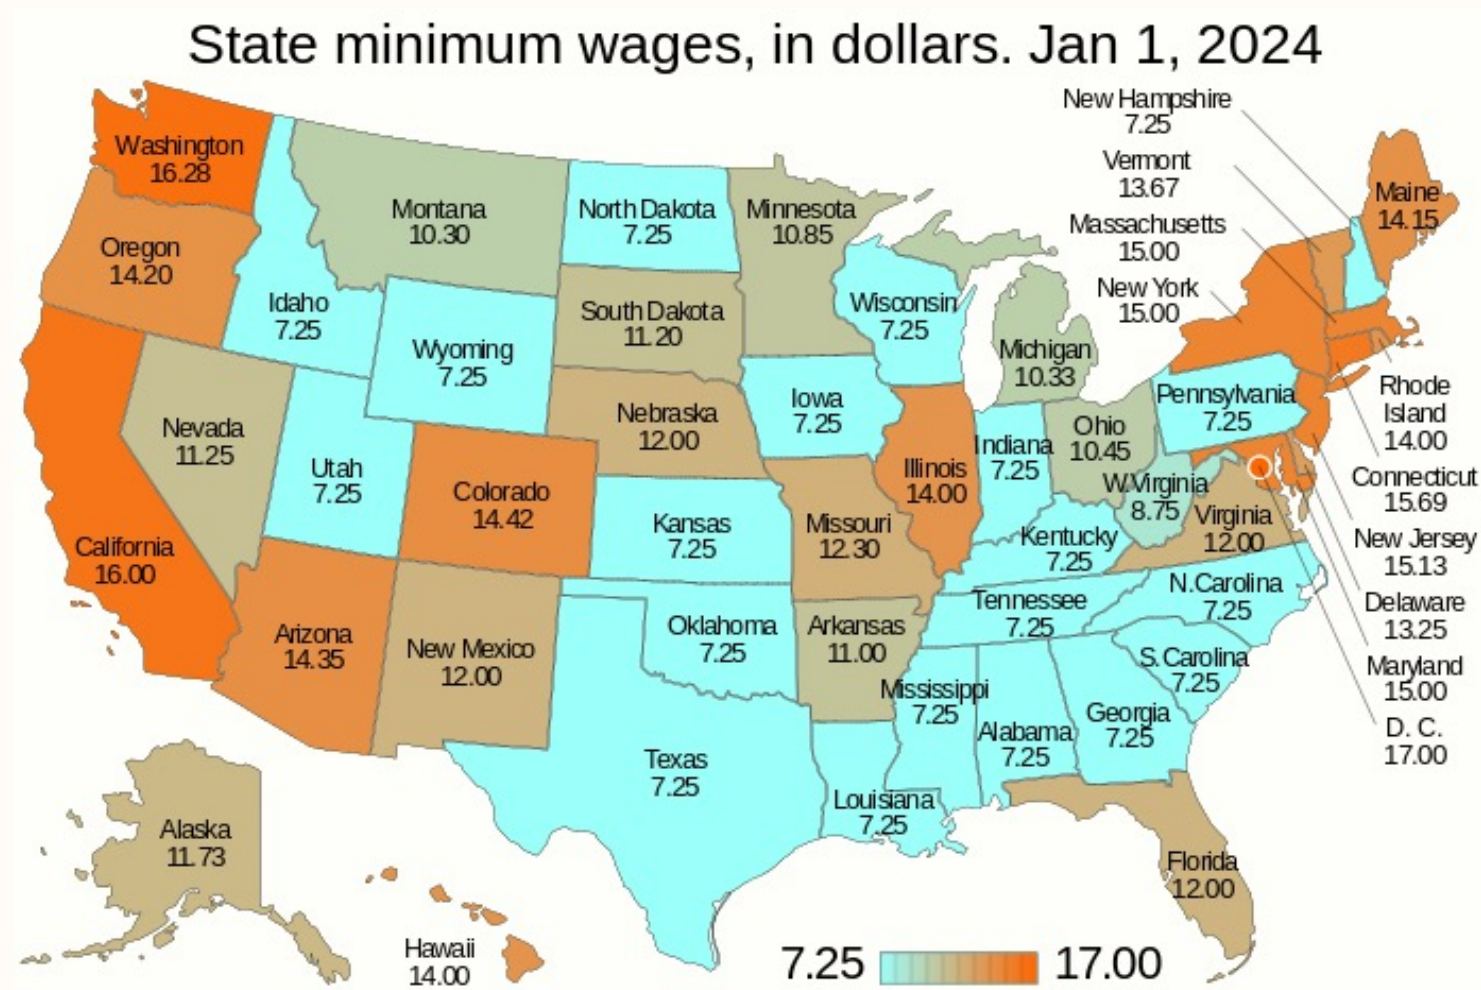 State minimum wages, in dollars. Jan 1, 2024
New Hampshire
7.25
Vermont
13.67
Massachusetts
15.00
New York
15.00
Maine
14.15
Washington
16.28
Oregon
14.20
Idaho
7.25
Montana
10.30
North Dakota
7.25
Minnesota
10.85
South Dakota
11.20
Wisconsin
7.25
Michigan
10.33
Wyoming
7.25
Nevada
11.25
Utah
7.25
Colorado
14.42
Nebraska
12.00
Iowa
7.25
Illinois
14.00
Indiana
7.25
Ohio
10.45
Pennsylvania
7.25
Rhode
Island
14.00
Connecticut
15.69
New Jersey
15.13
Delaware
13.25
Maryland
15.00
D. C.
17.00
California
16.00
Arizona
14.35
New Mexico
12.00
Kansas
7.25
Missouri
12.30
Kentucky
7.25
W.Virginia
8.75
Virginia
12.00
N.Carolina
7.25
Tennessee
7.25
Oklahoma
7.25
Arkansas
11.00
S.Carolina
7.25
Mississippi
7.25
Alabama
7.25
Georgia
7.25
Texas
7.25
Louisiana
7.25
Florida
12.00
Alaska
11.73
Hawaii
14.00
7.25
17.00